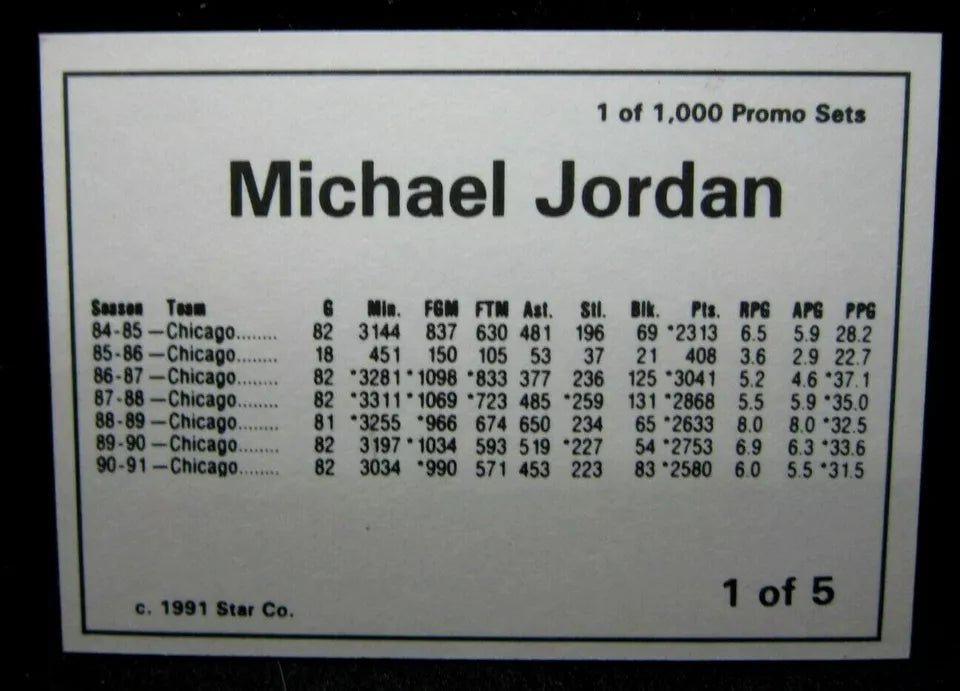 1 of 1,000 Promo Sets
Michael Jordan
Season Team G Min. FGM FTM Ast. Stl. Blk. Pts. RPG APG PPG
84-85 — Chicago........ 82 3144 837 630 481 196 69 *2313 6.5 5.9 28.2
85-86 — Chicago........ 18 451 150 105 53 37 21 408 3.6 2.9 22.7
86-87 — Chicago........ 82 *3281 *1098 *833 377 236 125 *3041 5.2 4.6 *37.1
87-88 — Chicago........ 82 *3311 *1069 *723 485 *259 131 *2868 5.5 5.9 *35.0
88-89 — Chicago........ 81 *3255 *966 674 650 234 65 *2633 8.0 8.0 *32.5
89-90 — Chicago........ 82 3197 *1034 593 519 *227 54 *2753 6.9 6.3 *33.6
90-91 — Chicago........ 82 3034 *990 571 453 223 83 *2580 6.0 5.5 *31.5
1 of 5
c. 1991 Star Co.